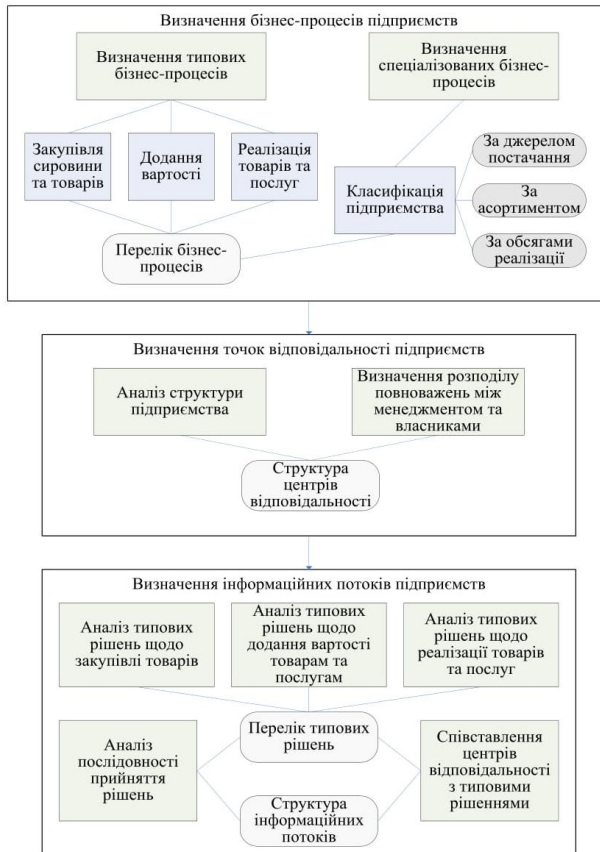 Визначення бізнес-процесів підприємств
Визначення типових
бізнес-процесів
Визначення
спеціалізованих бізнес-
процесів
Закупівля
сировини
та товарів
Додання
вартості
Реалізація
товарів та
послуг
Класифікація
підприємства
За джерелом
постачання
За
асортиментом
За обсягами
реалізації
Перелік бізнес-
процесів
Визначення точок відповідальності підприємств
Аналіз структури
підприємства
Визначення розподілу
повноважень між
менеджментом та
власниками
Структура
центрів
відповідальності
Визначення інформаційних потоків підприємств
Аналіз типових
рішень щодо
закупівлі товарів
Аналіз типових
рішень щодо
додання вартості
товарам та
послугам
Аналіз типових
рішень щодо
реалізації товарів
та послуг
Перелік типових
рішень
Аналіз
послідовності
прийняття
рішень
Співставлення
центрів
відповідальності
з типовими
рішеннями
Структура
інформаційних
потоків